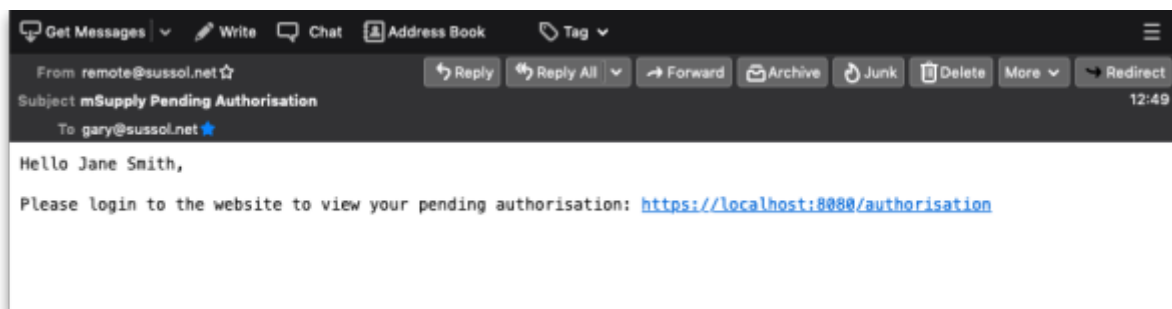 Get Messages Write Chat Address Book Tag
From remote@sussol.net Reply Reply All Forward Archive Junk Delete More Redirect
Subject mSupply Pending Authorisation 12:49
To gary@sussol.net
Hello Jane Smith,
Please login to the website to view your pending authorisation: https://localhost:8080/authorisation